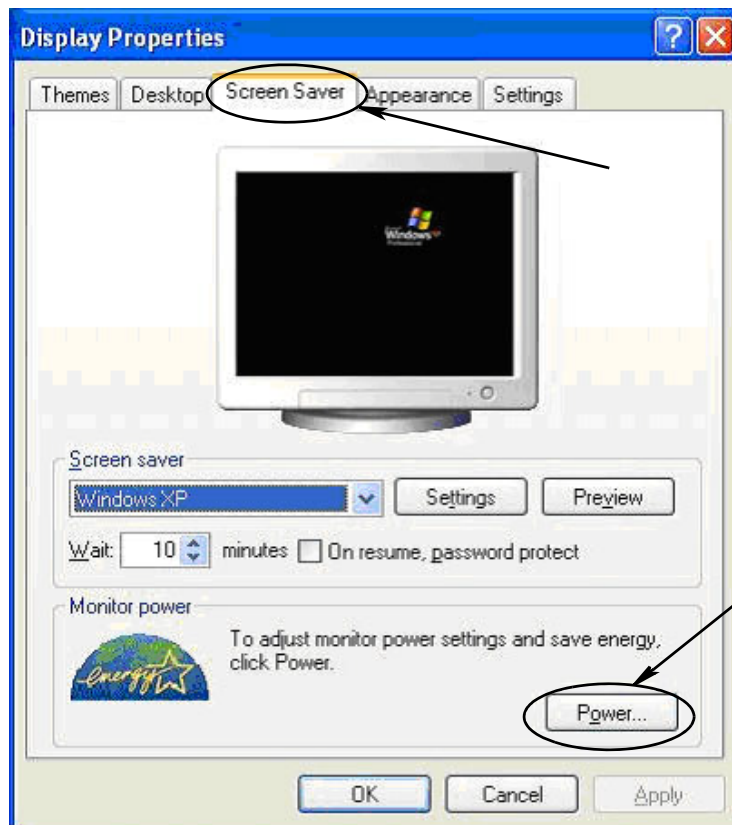 Display Properties
Themes Desktop Screen Saver Appearance Settings
Windows XP
Screen saver
Windows XP Settings Preview
Wait: 10 minutes On resume, password protect
Monitor power
To adjust monitor power settings and save energy,
click Power.
energy
Power...
OK Cancel Apply